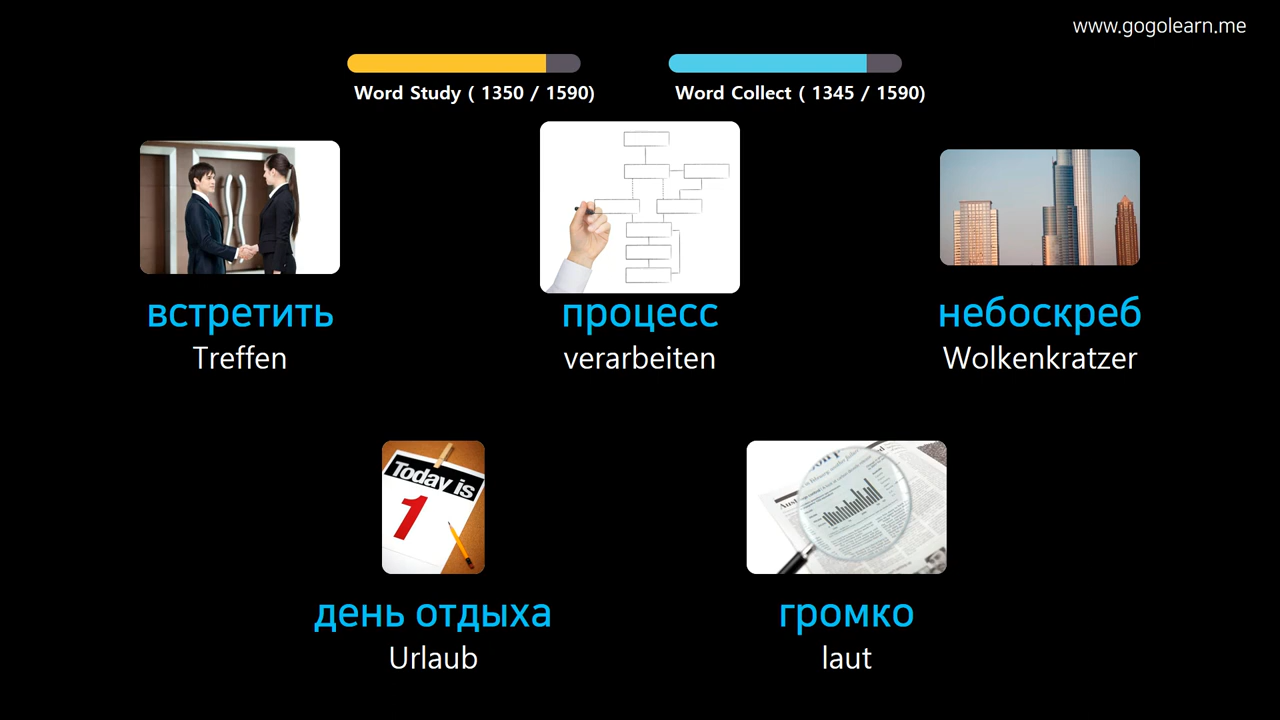 www.gogolearn.me
Word Study ( 1350 / 1590)
Word Collect ( 1345 / 1590)
встретить
Treffen
процесс
verarbeiten
небоскреб
Wolkenkratzer
Today is
1
день отдыха
Urlaub
громко
laut